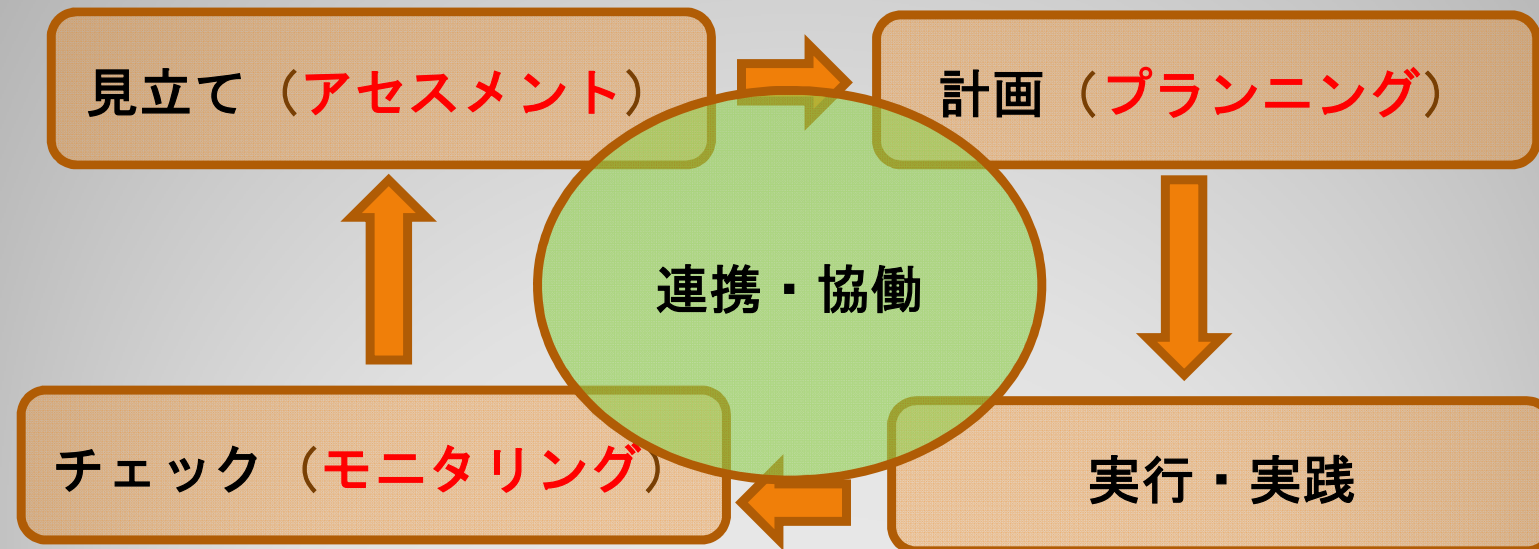 見立て（アセスメント）
計画（プランニング）
連携・協働
チェック（モニタリング）
実行・実践